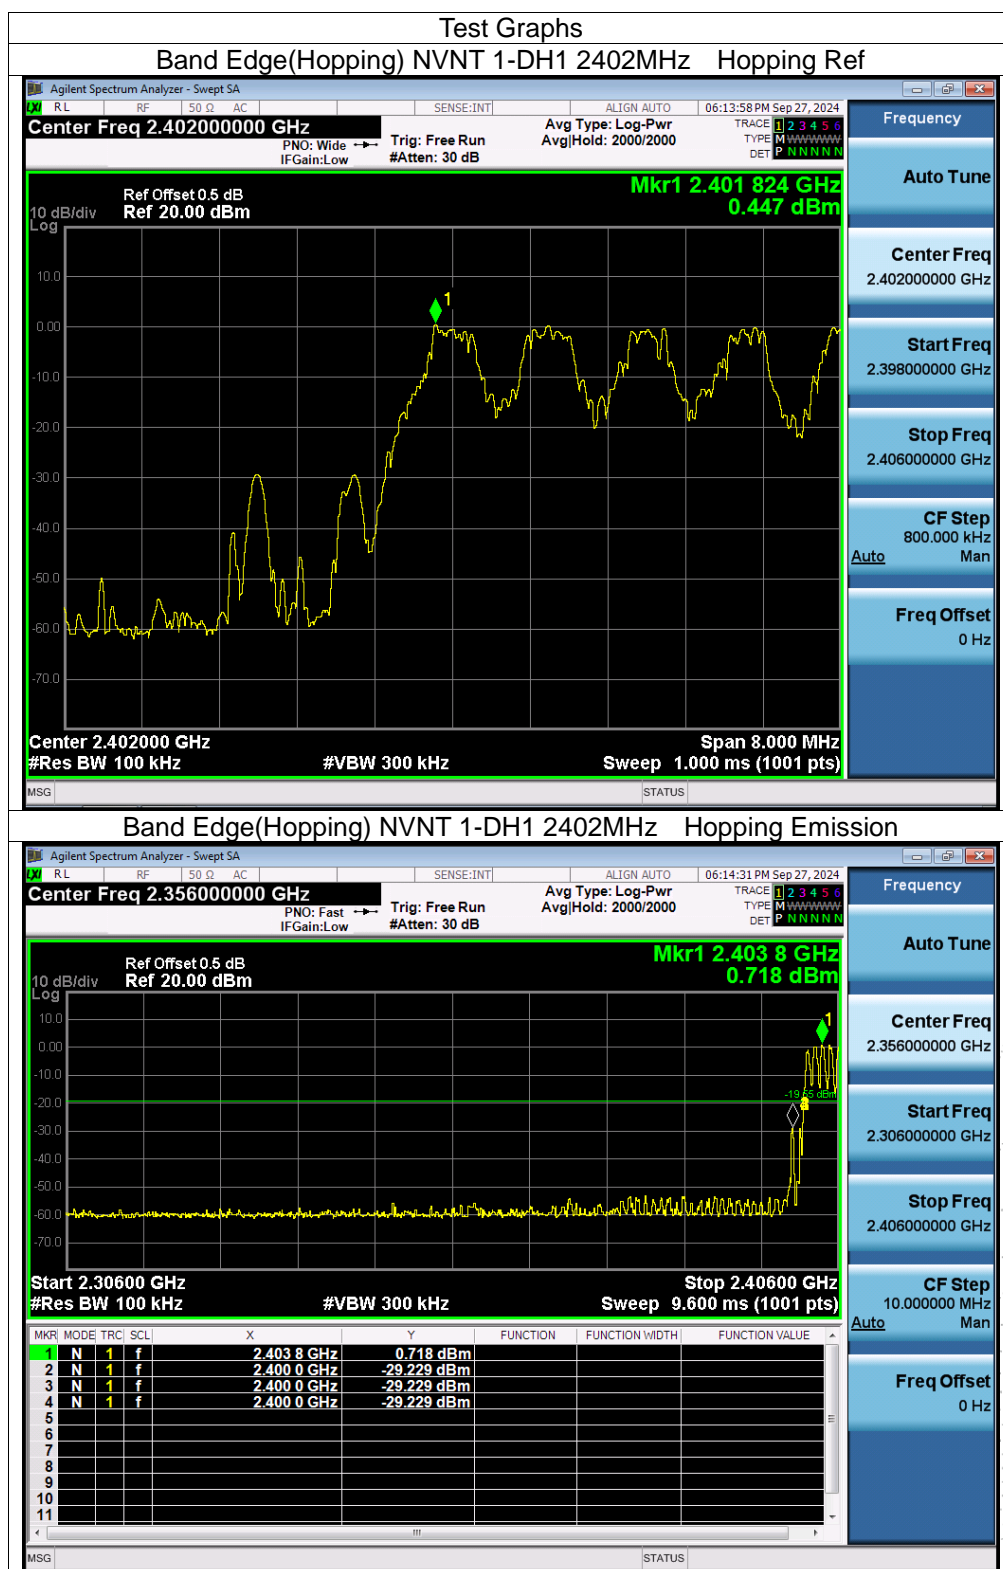 Test Graphs
Band Edge(Hopping) NVNT 1-DH1 2402MHz    Hopping Ref
Agilent Spectrum Analyzer - Swept SA
LXI RL RF 50 Ω AC SENSE:INT ALIGN AUTO 06:13:58 PM Sep 27, 2024
Center Freq 2.402000000 GHz
PNO: Wide
IFGain:Low
Trig: Free Run
#Atten: 30 dB
Avg Type: Log-Pwr
Avg|Hold: 2000/2000
TRACE 1 2 3 4 5 6
TYPE M W W W W W
DET P N N N N N
Mkr1 2.401 824 GHz
0.447 dBm
Ref Offset 0.5 dB
10 dB/div Ref 20.00 dBm
Log
1
10.0
0.00
-10.0
-20.0
-30.0
-40.0
-50.0
-60.0
-70.0
Center 2.402000 GHz Span 8.000 MHz
#Res BW 100 kHz #VBW 300 kHz Sweep 1.000 ms (1001 pts)
MSG STATUS
Frequency
Auto Tune
Center Freq
2.402000000 GHz
Start Freq
2.398000000 GHz
Stop Freq
2.406000000 GHz
CF Step
800.000 kHz
Auto Man
Freq Offset
0 Hz
Band Edge(Hopping) NVNT 1-DH1 2402MHz    Hopping Emission
Agilent Spectrum Analyzer - Swept SA
LXI RL RF 50 Ω AC SENSE:INT ALIGN AUTO 06:14:31 PM Sep 27, 2024
Center Freq 2.356000000 GHz
PNO: Fast
IFGain:Low
Trig: Free Run
#Atten: 30 dB
Avg Type: Log-Pwr
Avg|Hold: 2000/2000
TRACE 1 2 3 4 5 6
TYPE M W W W W W
DET P N N N N N
Mkr1 2.403 8 GHz
0.718 dBm
Ref Offset 0.5 dB
10 dB/div Ref 20.00 dBm
Log
1
10.0
0.00
-10.0
-20.0
-30.0
-40.0
-50.0
-60.0
-70.0
-19.55 dBm
Start 2.30600 GHz Stop 2.40600 GHz
#Res BW 100 kHz #VBW 300 kHz Sweep 9.600 ms (1001 pts)
MKR MODE TRC SCL X Y FUNCTION FUNCTION WIDTH FUNCTION VALUE
1 N 1 f 2.403 8 GHz 0.718 dBm
2 N 1 f 2.400 0 GHz -29.229 dBm
3 N 1 f 2.400 0 GHz -29.229 dBm
4 N 1 f 2.400 0 GHz -29.229 dBm
5
6
7
8
9
10
11
MSG STATUS
Frequency
Auto Tune
Center Freq
2.356000000 GHz
Start Freq
2.306000000 GHz
Stop Freq
2.406000000 GHz
CF Step
10.000000 MHz
Auto Man
Freq Offset
0 Hz